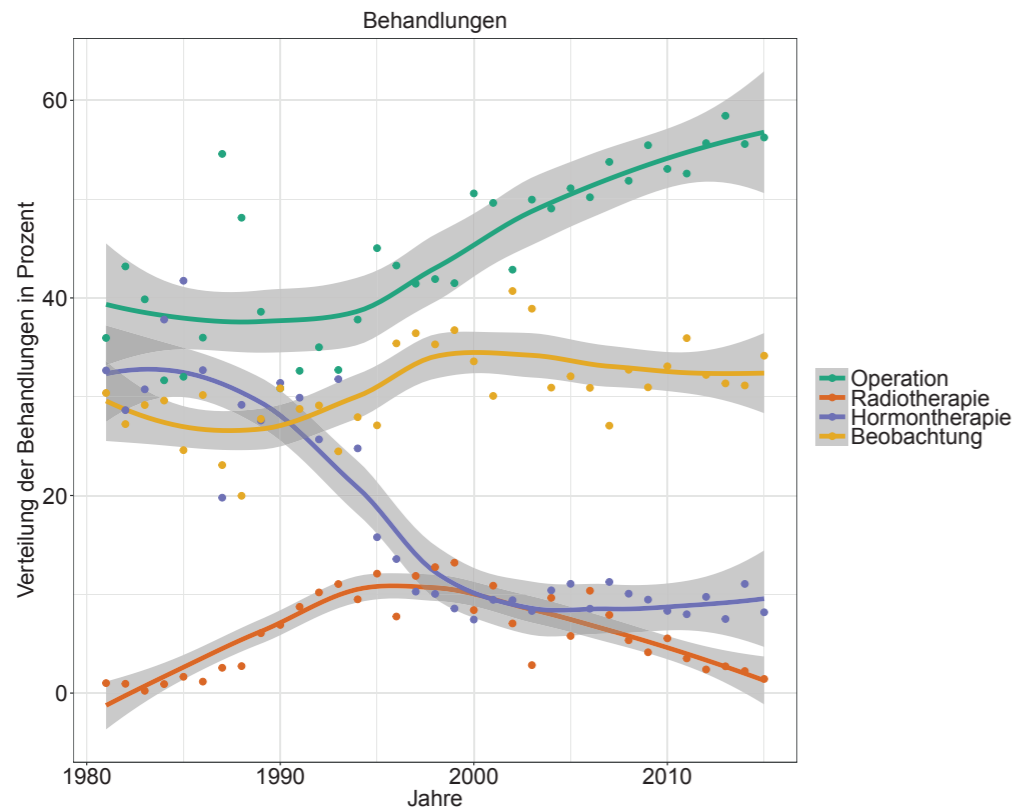 Behandlungen
Verteilung der Behandlungen in Prozent
60
40
20
0
1980
1990
2000
2010
Jahre
Operation
Radiotherapie
Hormontherapie
Beobachtung